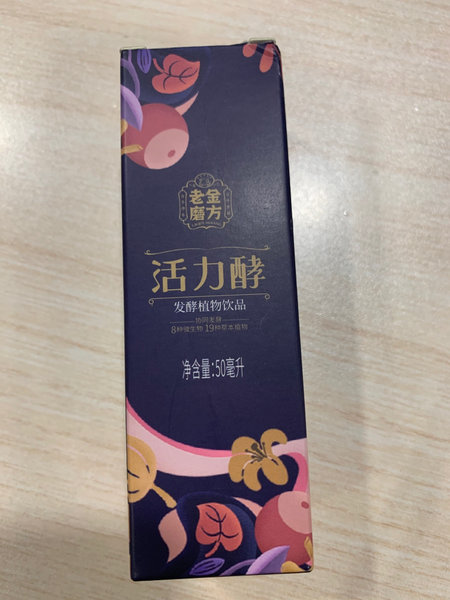 老金
磨方
活力酵
发酵植物饮品
协同发酵
8种微生物 19种草本植物
净含量:50毫升